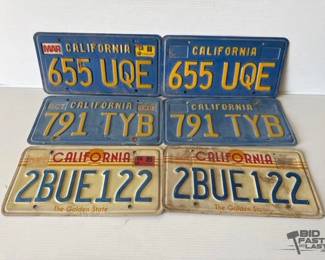 MAR CALIFORNIA
655 UQE
CALIFORNIA
655 UQE
CALIFORNIA
791 TYB
CALIFORNIA
791 TYB
CALIFORNIA
2BUE122
The Golden State
CALIFORNIA
2BUE122
The Golden State
BID
FAST
AND
LAST